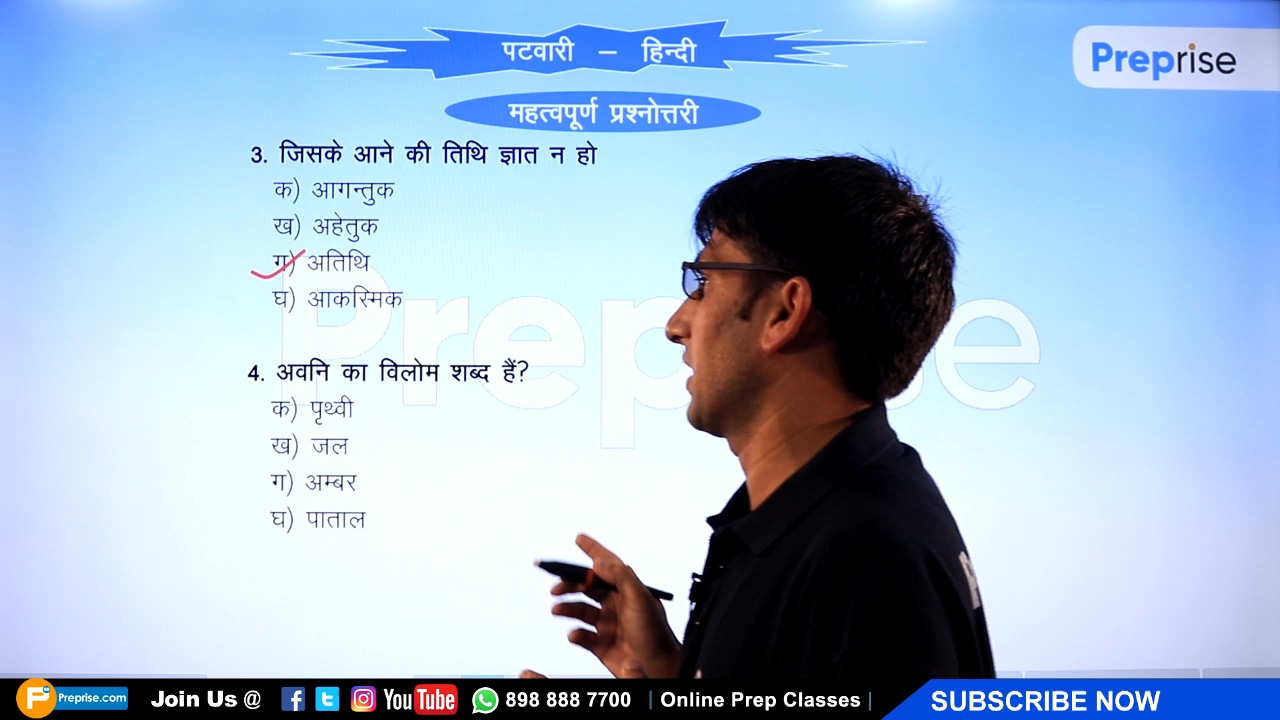 पटवारी – हिन्दी
Preprise
महत्वपूर्ण प्रश्नोत्तरी
3. जिसके आने की तिथि ज्ञात न हो
क) आगन्तुक
ख) अहेतुक
ग) अतिथि
घ) आकस्मिक
4. अवनि का विलोम शब्द हैं?
क) पृथ्वी
ख) जल
ग) अम्बर
घ) पाताल
Preprise.com Join Us @ YouTube 898 888 7700 | Online Prep Classes | SUBSCRIBE NOW